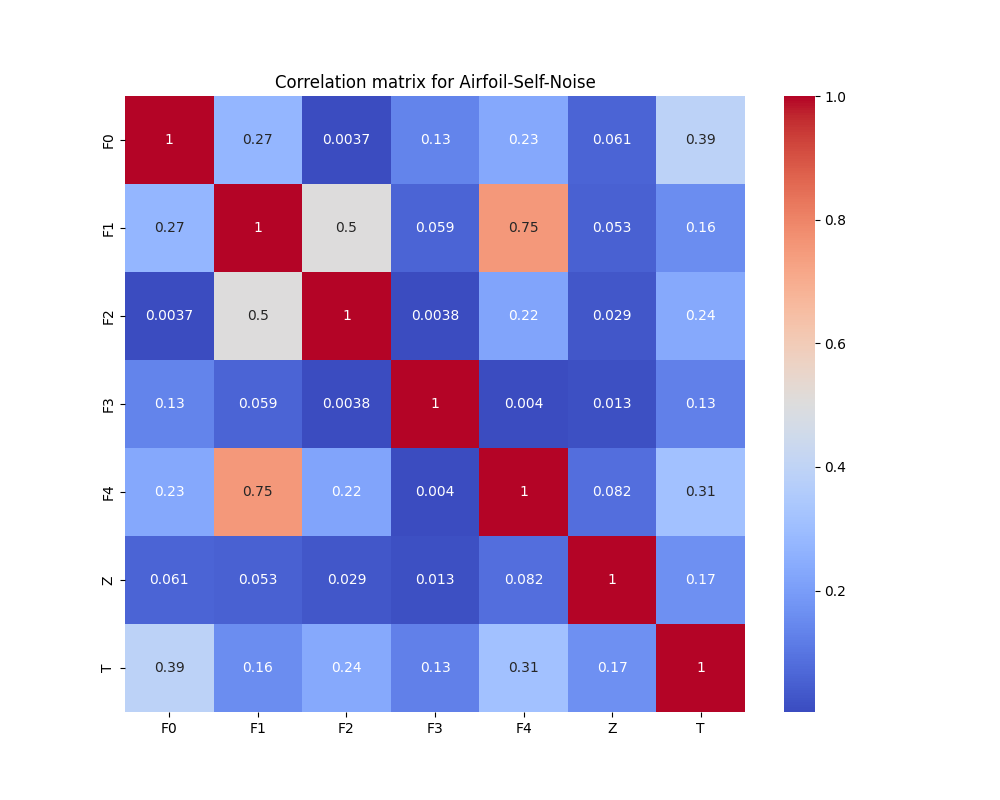 Correlation matrix for Airfoil-Self-Noise
F0 1 0.27 0.0037 0.13 0.23 0.061 0.39
F1 0.27 1 0.5 0.059 0.75 0.053 0.16
F2 0.0037 0.5 1 0.0038 0.22 0.029 0.24
F3 0.13 0.059 0.0038 1 0.004 0.013 0.13
F4 0.23 0.75 0.22 0.004 1 0.082 0.31
Z 0.061 0.053 0.029 0.013 0.082 1 0.17
T 0.39 0.16 0.24 0.13 0.31 0.17 1
F0 F1 F2 F3 F4 Z T
1.0
0.8
0.6
0.4
0.2